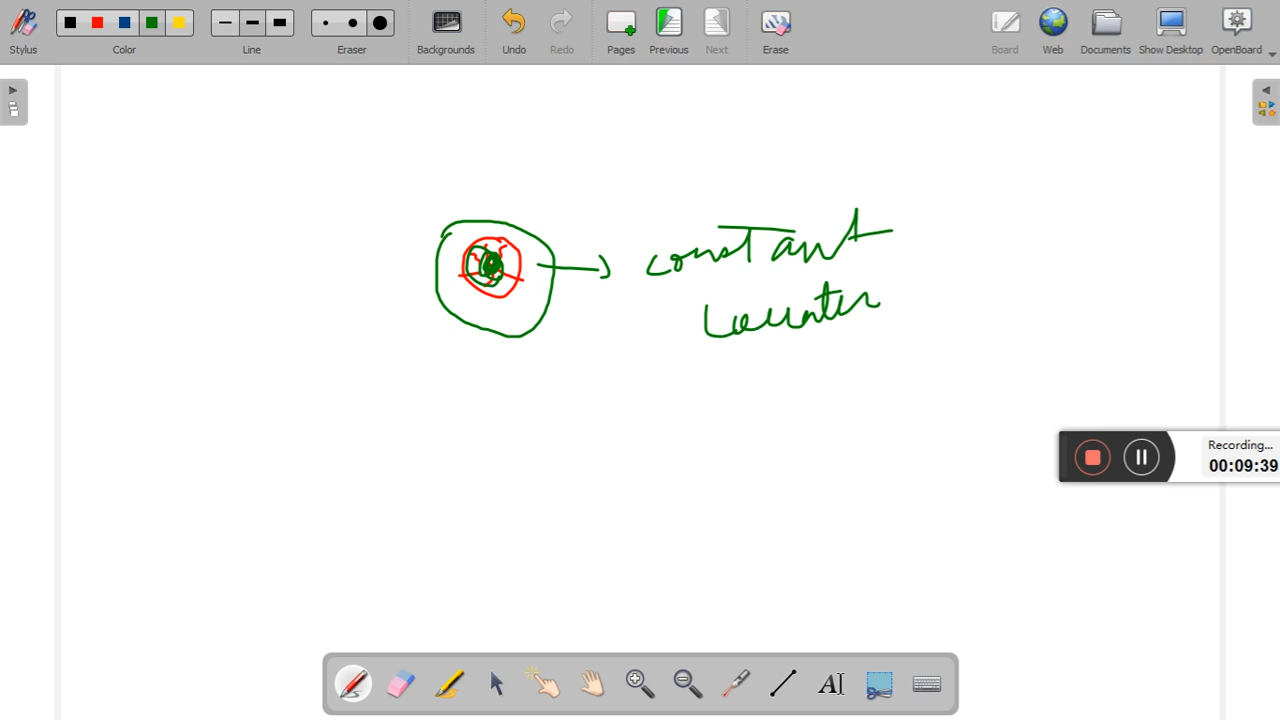 Stylus
Color
Line
Eraser
Backgrounds
Undo
Redo
Pages
Previous
Next
Erase
Board
Web
Documents
Show Desktop
OpenBoard
constant
Recording...
00:09:39